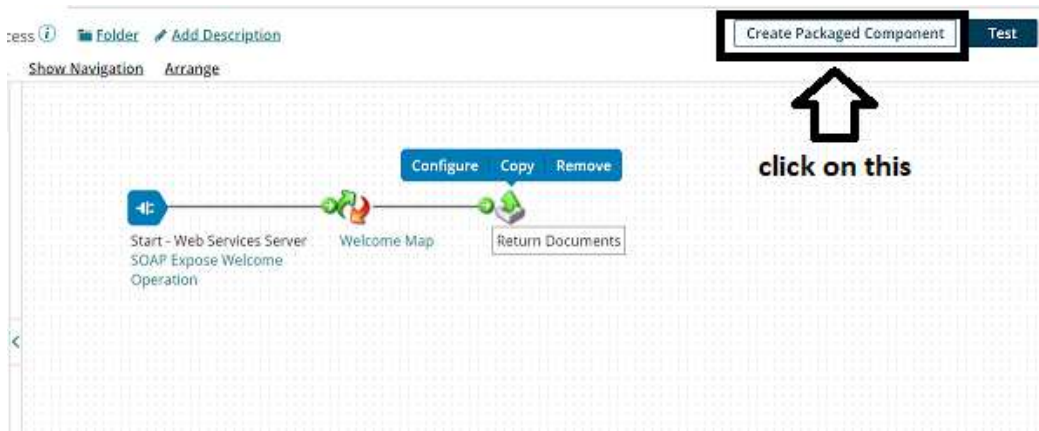 Folder Add Description Create Packaged Component Test
Show Navigation Arrange
click on this
Configure Copy Remove
Start - Web Services Server
SOAP Expose Welcome
Operation
Welcome Map
Return Documents